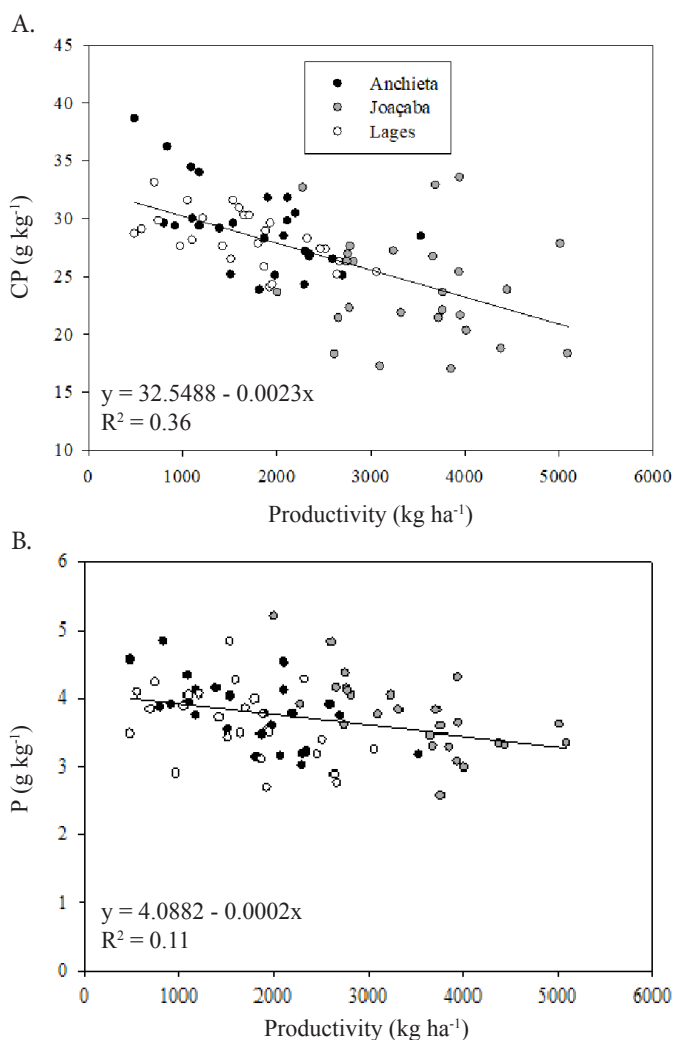 A.
45
40
35
30
25
20
15
10
CP (g kg⁻¹)
Anchieta
Joaçaba
Lages
y = 32.5488 - 0.0023x
R² = 0.36
0 1000 2000 3000 4000 5000 6000
Productivity (kg ha⁻¹)
B.
6
5
4
3
2
1
0
P (g kg⁻¹)
y = 4.0882 - 0.0002x
R² = 0.11
0 1000 2000 3000 4000 5000 6000
Productivity (kg ha⁻¹)